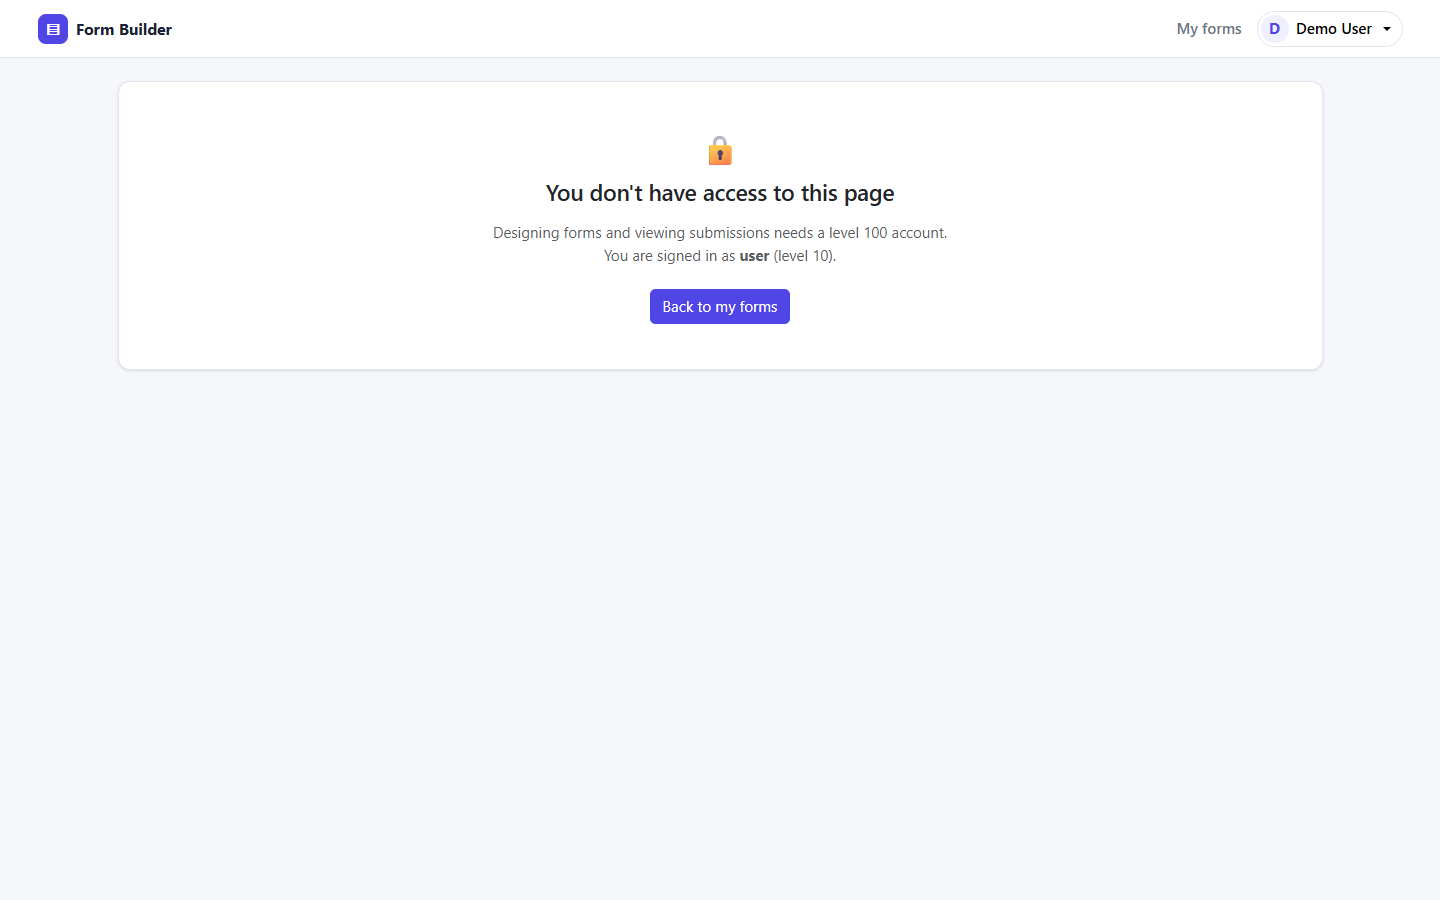 Form Builder
My forms
D
Demo User
You don't have access to this page
Designing forms and viewing submissions needs a level 100 account.
You are signed in as user (level 10).
Back to my forms